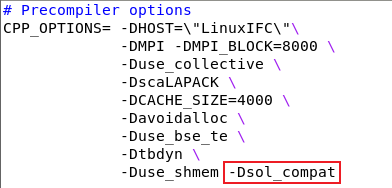 # Precompiler options
CPP_OPTIONS= -DHOST=\"LinuxIFC\"\
-DMPI -DMPI_BLOCK=8000 \
-Duse_collective \
-DscaLAPACK \
-DCACHE_SIZE=4000 \
-Davoidalloc \
-Duse_bse_te \
-Dtbdyn \
-Duse_shmem -Dsol_compat